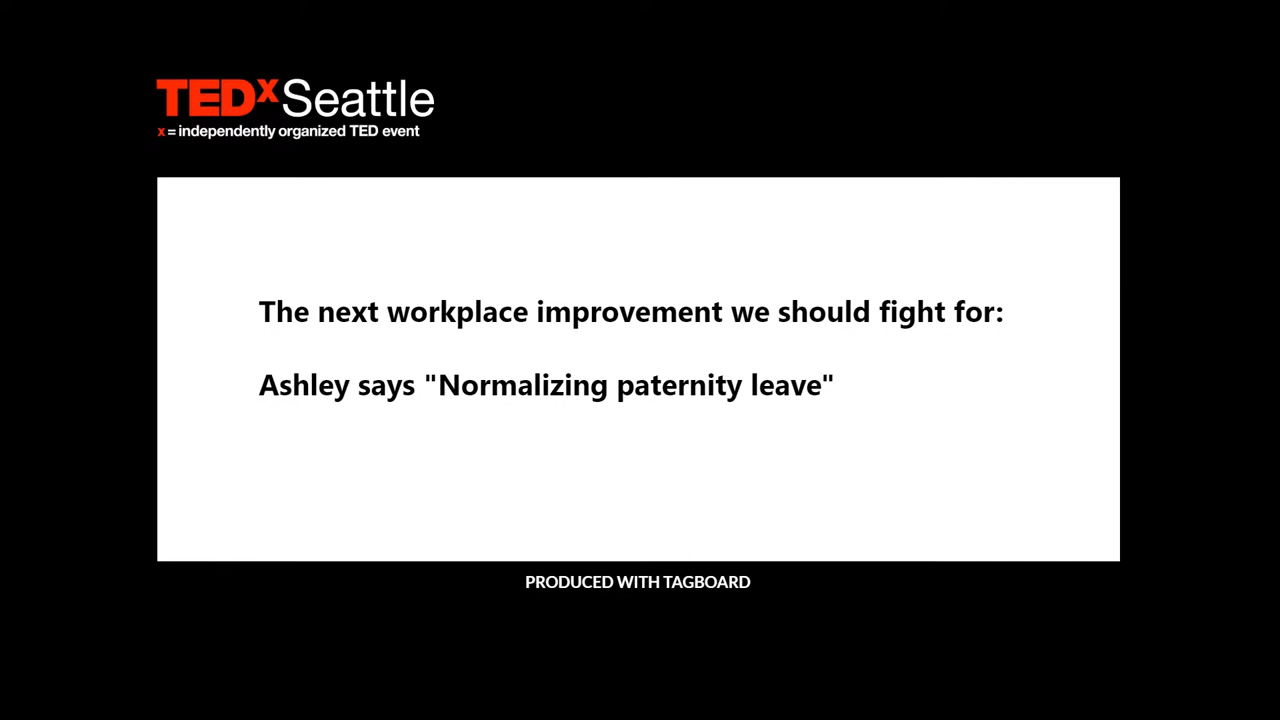 TEDxSeattle
x = independently organized TED event
The next workplace improvement we should fight for:
Ashley says "Normalizing paternity leave"
PRODUCED WITH TAGBOARD